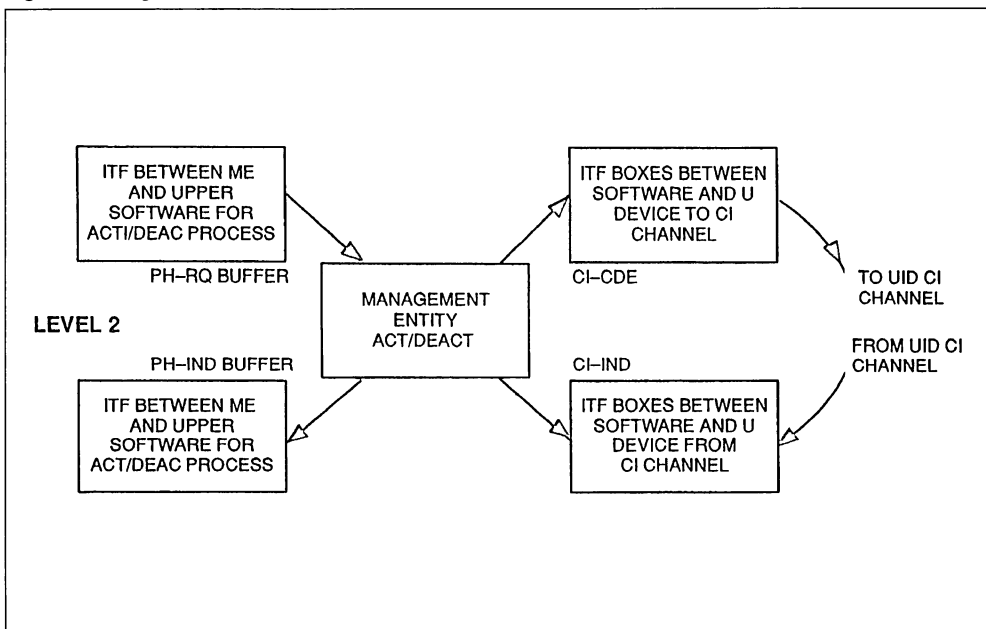 ITF BETWEEN ME
AND UPPER
SOFTWARE FOR
ACTI/DEAC PROCESS
PH–RQ BUFFER
ITF BOXES BETWEEN
SOFTWARE AND U
DEVICE TO CI
CHANNEL
CI–CDE
TO UID CI
CHANNEL
MANAGEMENT
ENTITY
ACT/DEACT
LEVEL 2
FROM UID CI
CHANNEL
PH–IND BUFFER
ITF BETWEEN ME
AND UPPER
SOFTWARE FOR
ACT/DEAC PROCESS
CI–IND
ITF BOXES BETWEEN
SOFTWARE AND U
DEVICE FROM
CI CHANNEL